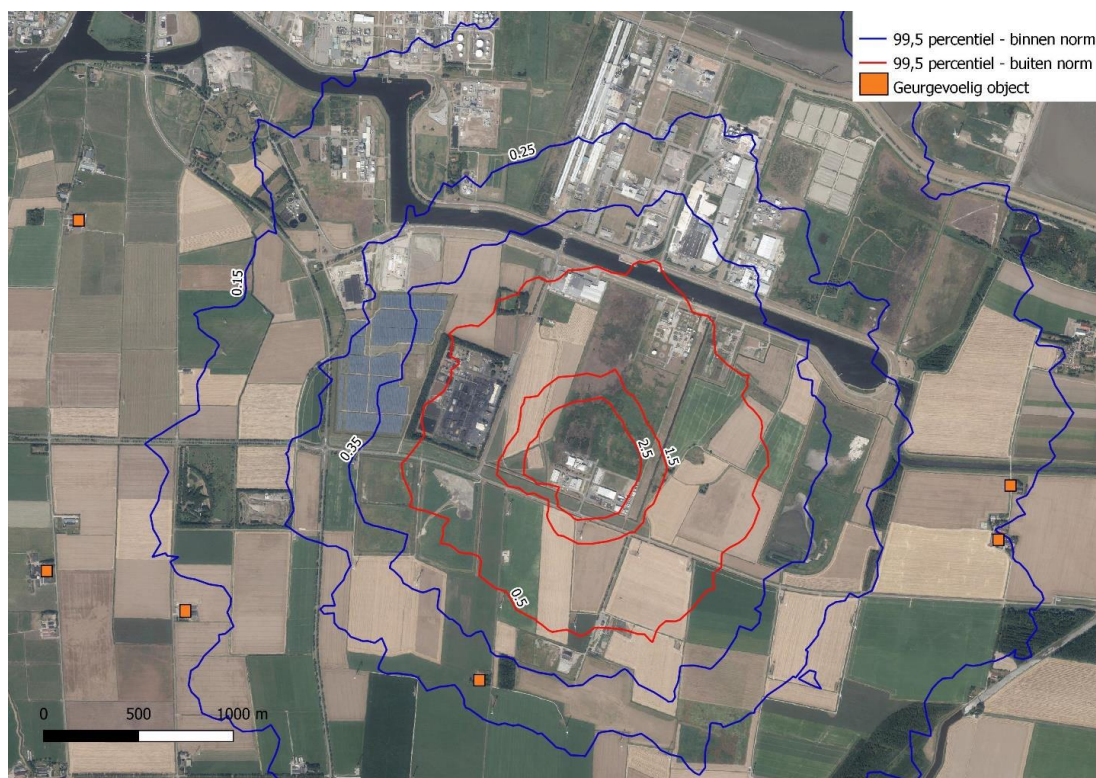 99,5 percentiel - binnen norm
99,5 percentiel - buiten norm
Geurgevoelig object
0.25
0.15
0.35
2.5
1.5
0.5
0 500 1000 m